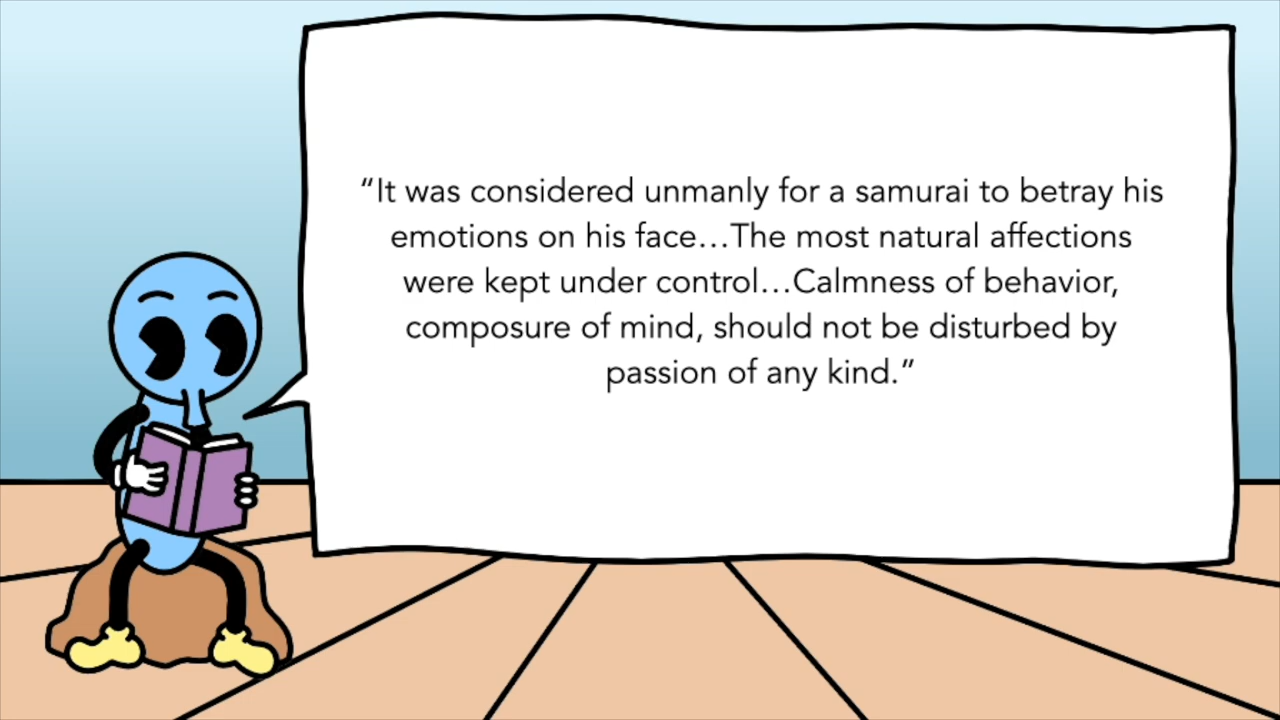 “It was considered unmanly for a samurai to betray his
emotions on his face…The most natural affections
were kept under control…Calmness of behavior,
composure of mind, should not be disturbed by
passion of any kind.”